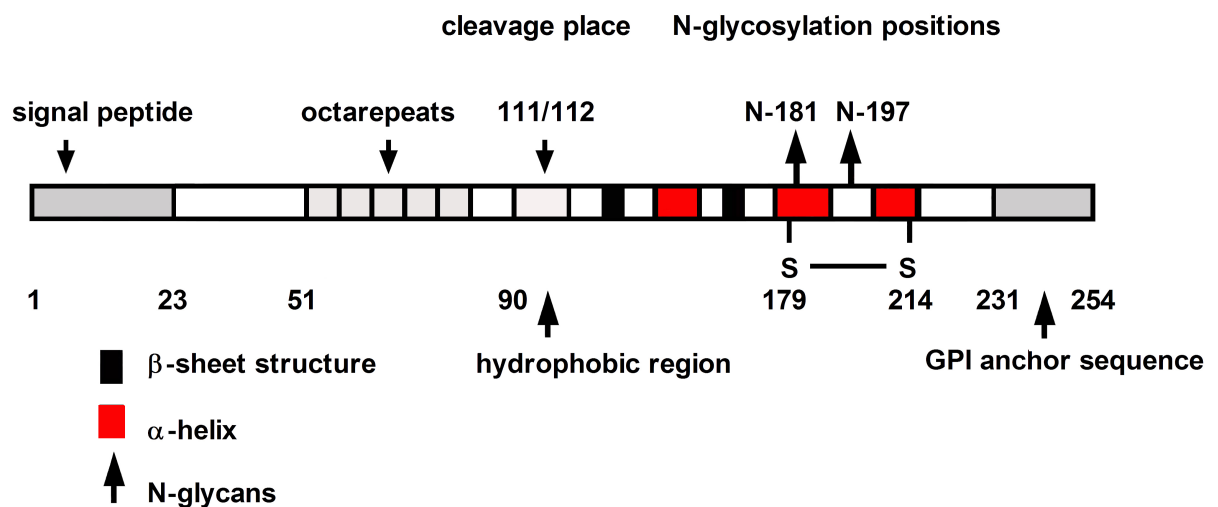 cleavage place N-glycosylation positions
signal peptide octarepeats 111/112 N-181 N-197
S S
1 23 51 90 179 214 231 254
β-sheet structure hydrophobic region GPI anchor sequence
α-helix
N-glycans